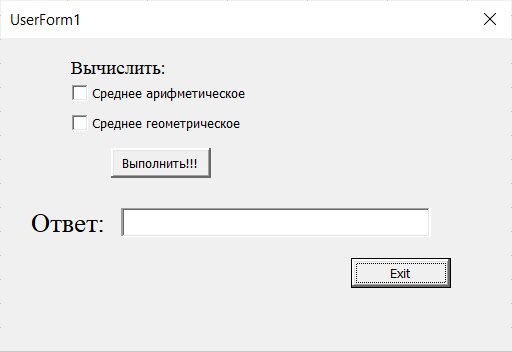 UserForm1
Вычислить:
Среднее арифметическое
Среднее геометрическое
Выполнить!!!
Ответ:
Exit